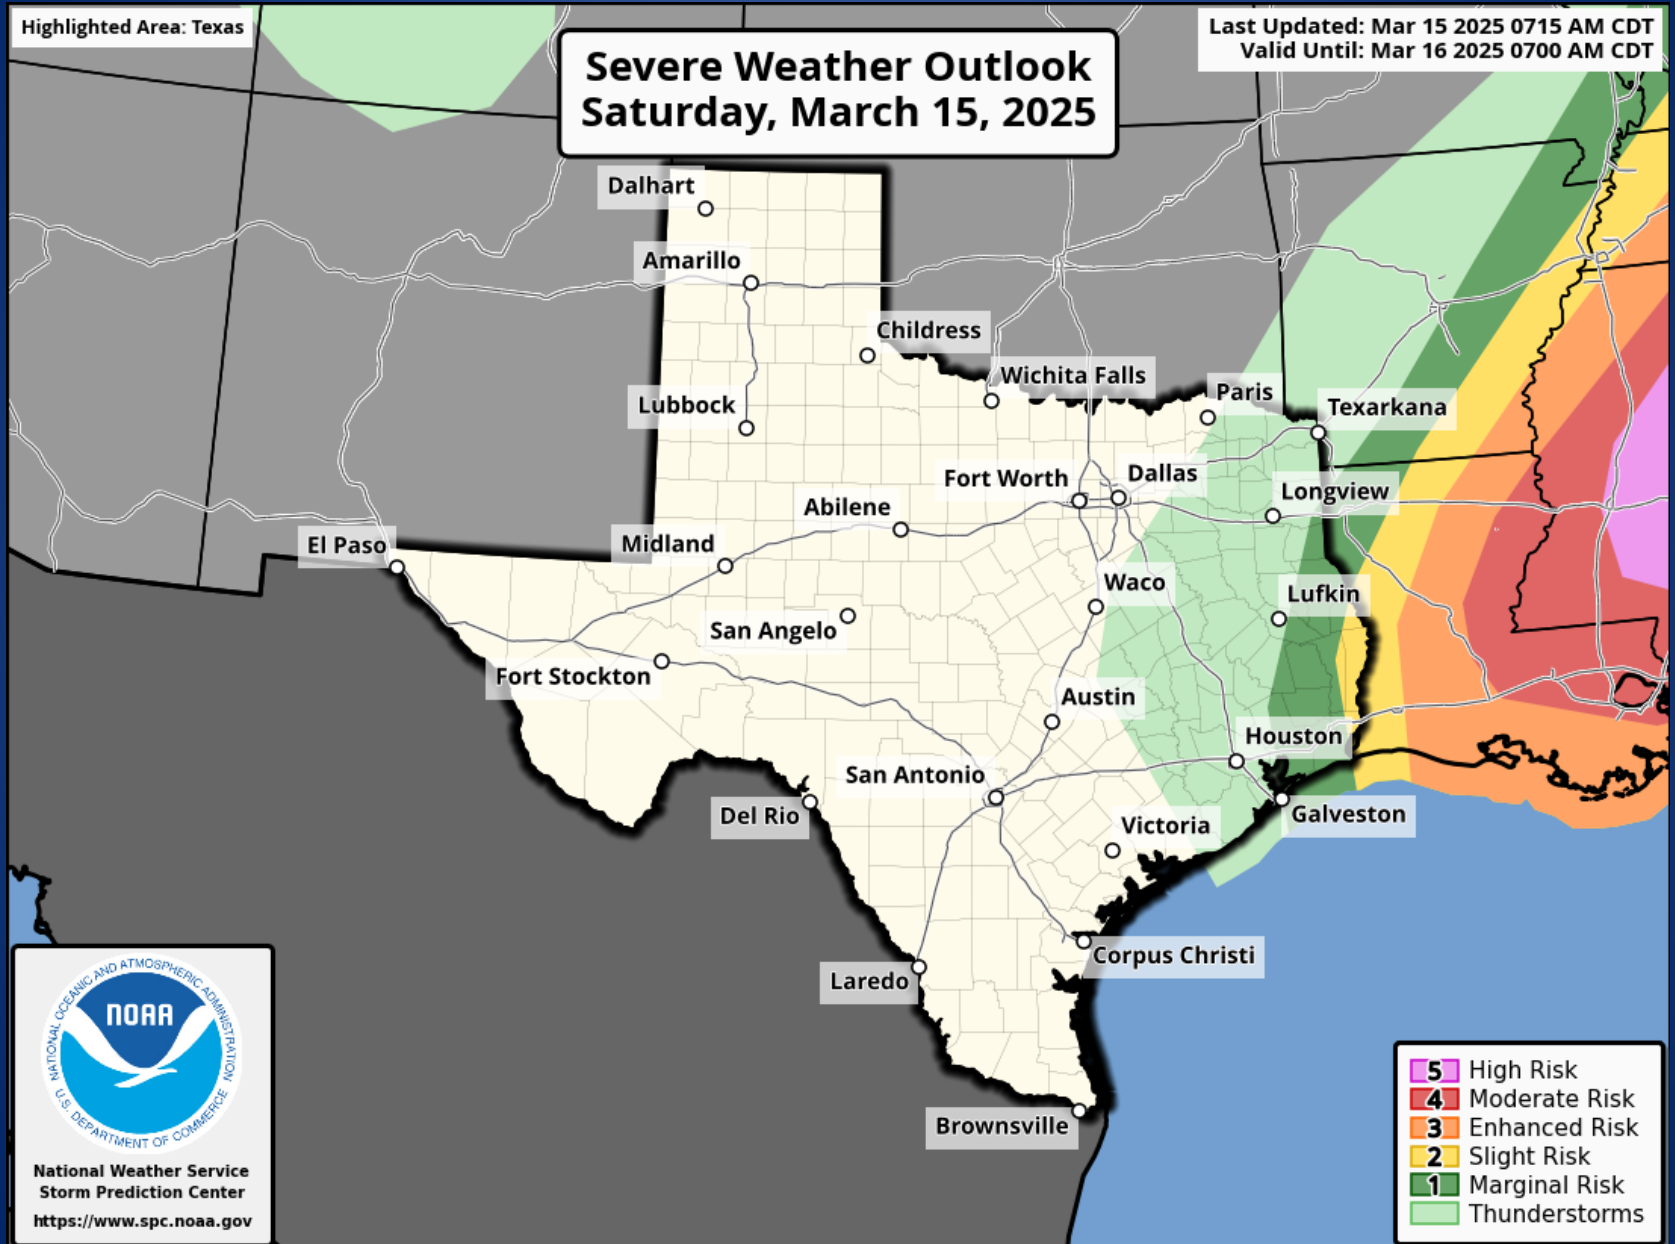 Highlighted Area: Texas
Severe Weather Outlook
Saturday, March 15, 2025
Last Updated: Mar 15 2025 0715 AM CDT
Valid Until: Mar 16 2025 0700 AM CDT
Dalhart
Amarillo
Childress
Wichita Falls
Paris
Texarkana
Lubbock
Fort Worth
Dallas
Longview
Abilene
El Paso
Midland
Waco
Lufkin
San Angelo
Fort Stockton
Austin
Houston
San Antonio
Del Rio
Galveston
Victoria
Corpus Christi
Laredo
Brownsville
NATIONAL OCEANIC AND ATMOSPHERIC ADMINISTRATION
NOAA
U.S. DEPARTMENT OF COMMERCE
National Weather Service
Storm Prediction Center
https://www.spc.noaa.gov
5 High Risk
4 Moderate Risk
3 Enhanced Risk
2 Slight Risk
1 Marginal Risk
Thunderstorms